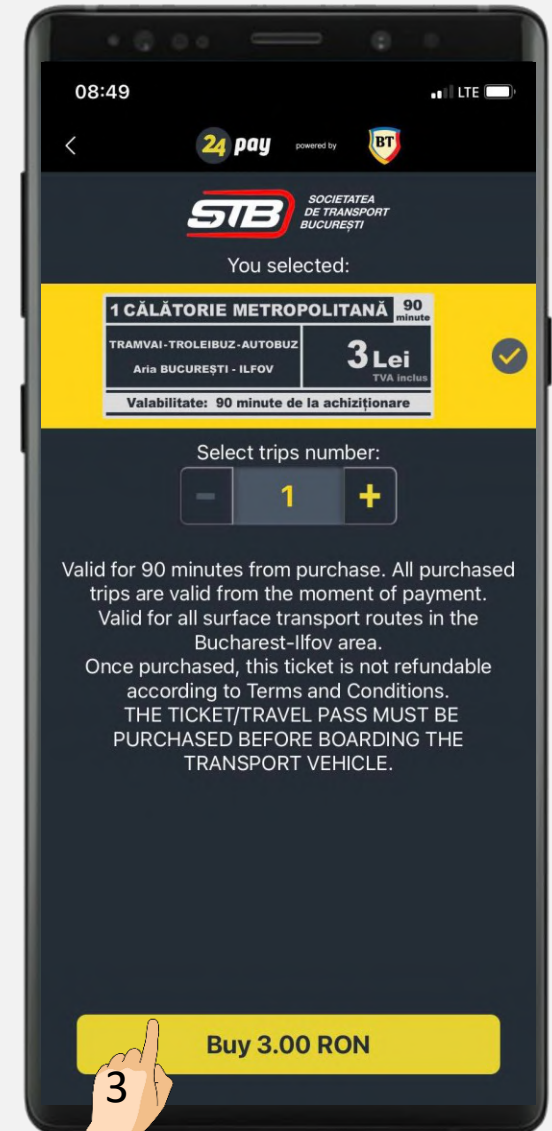 08:49 LTE
24 pay powered by BT
STB SOCIETATEA
DE TRANSPORT
BUCUREȘTI
You selected:
1 CĂLĂTORIE METROPOLITANĂ 90
minute
TRAMVAI-TROLEIBUZ-AUTOBUZ
Aria BUCUREȘTI - ILFOV
3 Lei
TVA inclus
Valabilitate: 90 minute de la achiziționare
Select trips number:
- 1 +
Valid for 90 minutes from purchase. All purchased
trips are valid from the moment of payment.
Valid for all surface transport routes in the
Bucharest-Ilfov area.
Once purchased, this ticket is not refundable
according to Terms and Conditions.
THE TICKET/TRAVEL PASS MUST BE
PURCHASED BEFORE BOARDING THE
TRANSPORT VEHICLE.
Buy 3.00 RON
3